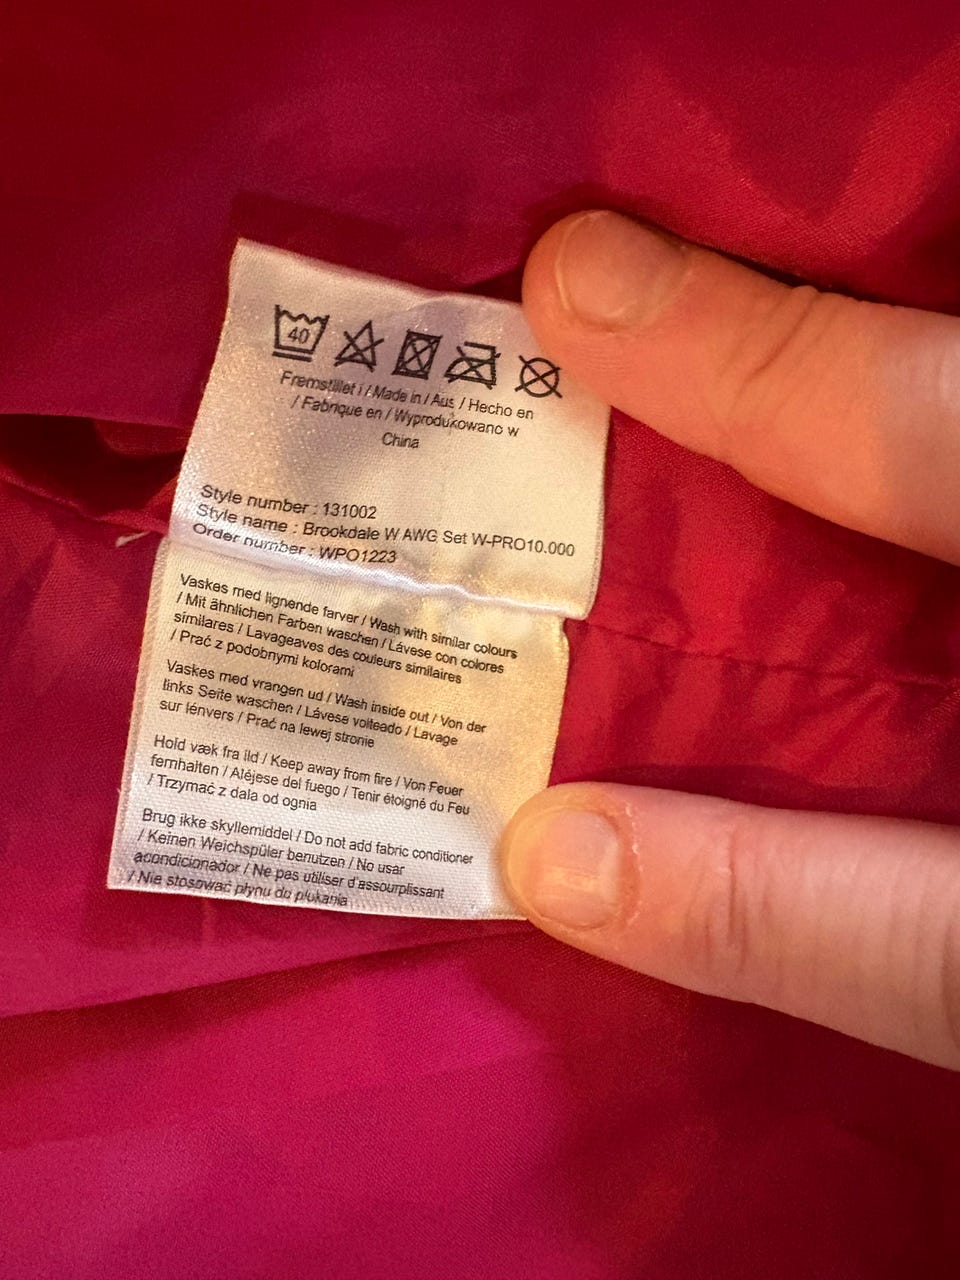 40
Fremstillet i / Made in / Aus / Hecho en
/ Fabrique en / Wyprodukowano w
China
Style number : 131002
Style name : Brookdale W AWG Set W-PRO10.000
Order number : WPO1223
Vaskes med lignende farver / Wash with similar colours
/ Mit ähnlichen Farben waschen / Lávese con colores
similares / Lavageaves des couleurs similaires
/ Prać z podobnymi kolorami
Vaskes med vrangen ud / Wash inside out / Von der
links Seite waschen / Lávese volteado / Lavage
sur lénvers / Prać na lewej stronie
Hold væk fra ild / Keep away from fire / Von Feuer
fernhalten / Aléjese del fuego / Tenir étoigné du Feu
/ Trzymać z dala od ognia
Brug ikke skyllemiddel / Do not add fabric conditioner
/ Keinen Weichspüler benutzen / No usar
acondicionador / Ne pas utiliser d'assourplissant
/ Nie stosować płynu do płukania